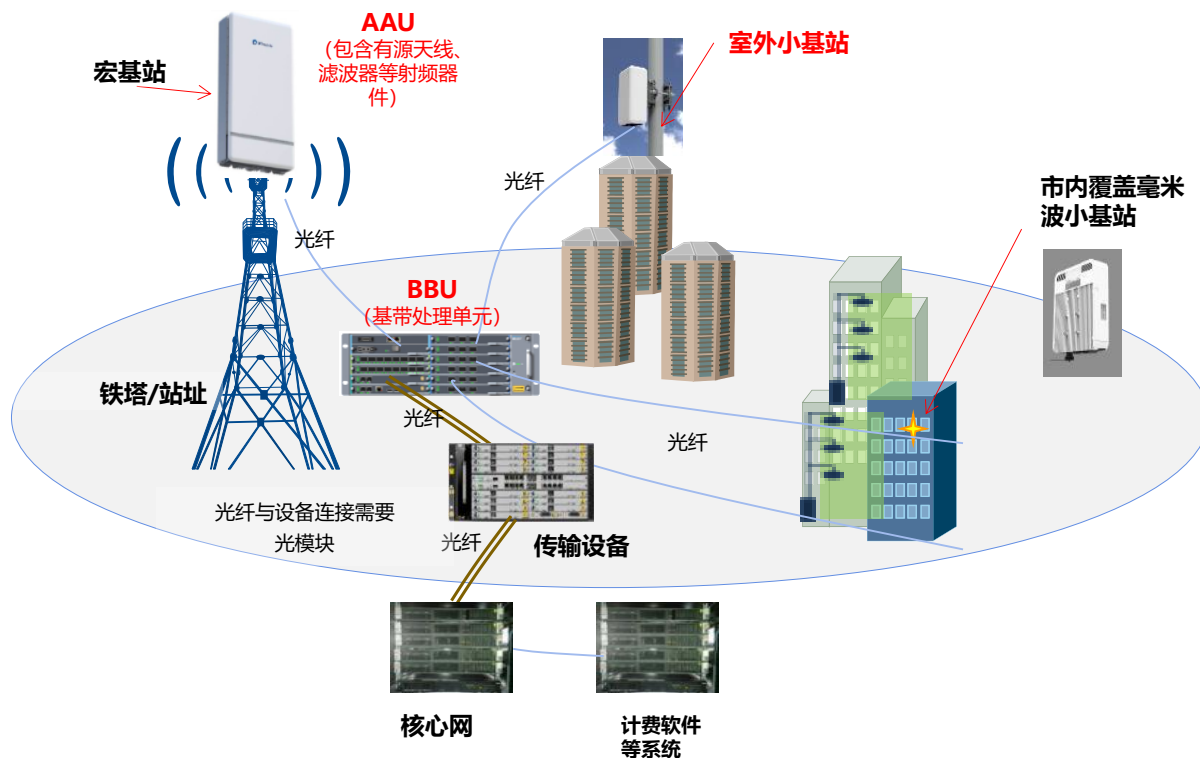 AAU
(包含有源天线、
滤波器等射频器
件)
宏基站
室外小基站
光纤
市内覆盖毫米
波小基站
光纤
BBU
(基带处理单元)
铁塔/站址
光纤
光纤
光纤与设备连接需要
光模块
光纤
传输设备
核心网
计费软件
等系统